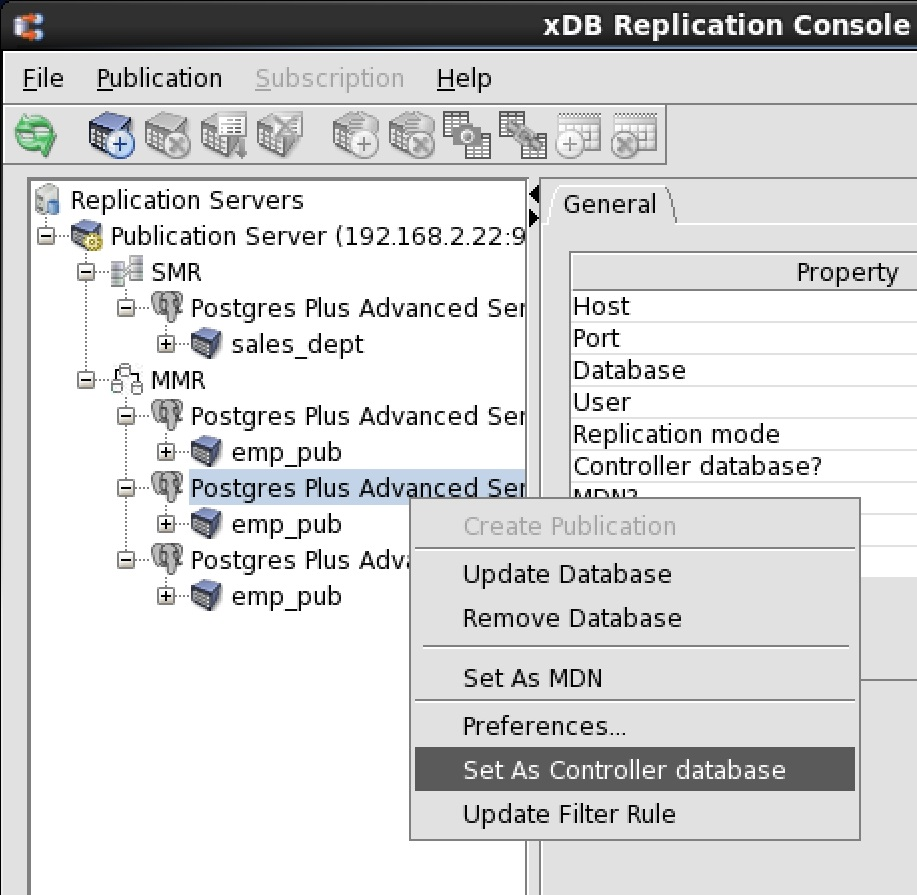 xDB Replication Console
File Publication Subscription Help
Replication Servers
Publication Server (192.168.2.22:9
SMR
Postgres Plus Advanced Ser
sales_dept
MMR
Postgres Plus Advanced Ser
emp_pub
Postgres Plus Advanced Ser
emp_pub
Postgres Plus Adva
emp_pub
General
Property
Host
Port
Database
User
Replication mode
Controller database?
MDN?
Create Publication
Update Database
Remove Database
Set As MDN
Preferences...
Set As Controller database
Update Filter Rule